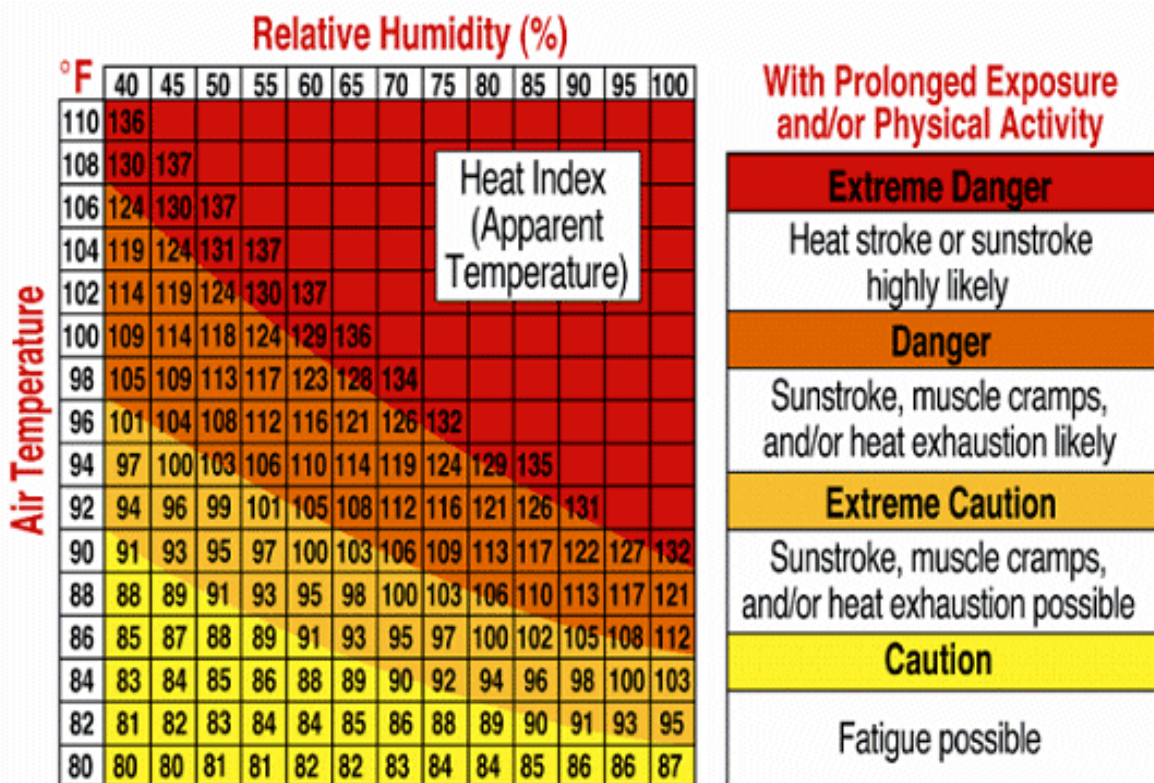 Relative Humidity (%)
°F 40 45 50 55 60 65 70 75 80 85 90 95 100
110 136
108 130 137
106 124 130 137
104 119 124 131 137
102 114 119 124 130 137
100 109 114 118 124 129 136
98 105 109 113 117 123 128 134
96 101 104 108 112 116 121 126 132
94 97 100 103 106 110 114 119 124 129 135
92 94 96 99 101 105 108 112 116 121 126 131
90 91 93 95 97 100 103 106 109 113 117 122 127 132
88 88 89 91 93 95 98 100 103 106 110 113 117 121
86 85 87 88 89 91 93 95 97 100 102 105 108 112
84 83 84 85 86 88 89 90 92 94 96 98 100 103
82 81 82 83 84 84 85 86 88 89 90 91 93 95
80 80 80 81 81 82 82 83 84 84 85 86 86 87
Air Temperature
Heat Index
(Apparent
Temperature)
With Prolonged Exposure
and/or Physical Activity
Extreme Danger
Heat stroke or sunstroke
highly likely
Danger
Sunstroke, muscle cramps,
and/or heat exhaustion likely
Extreme Caution
Sunstroke, muscle cramps,
and/or heat exhaustion possible
Caution
Fatigue possible